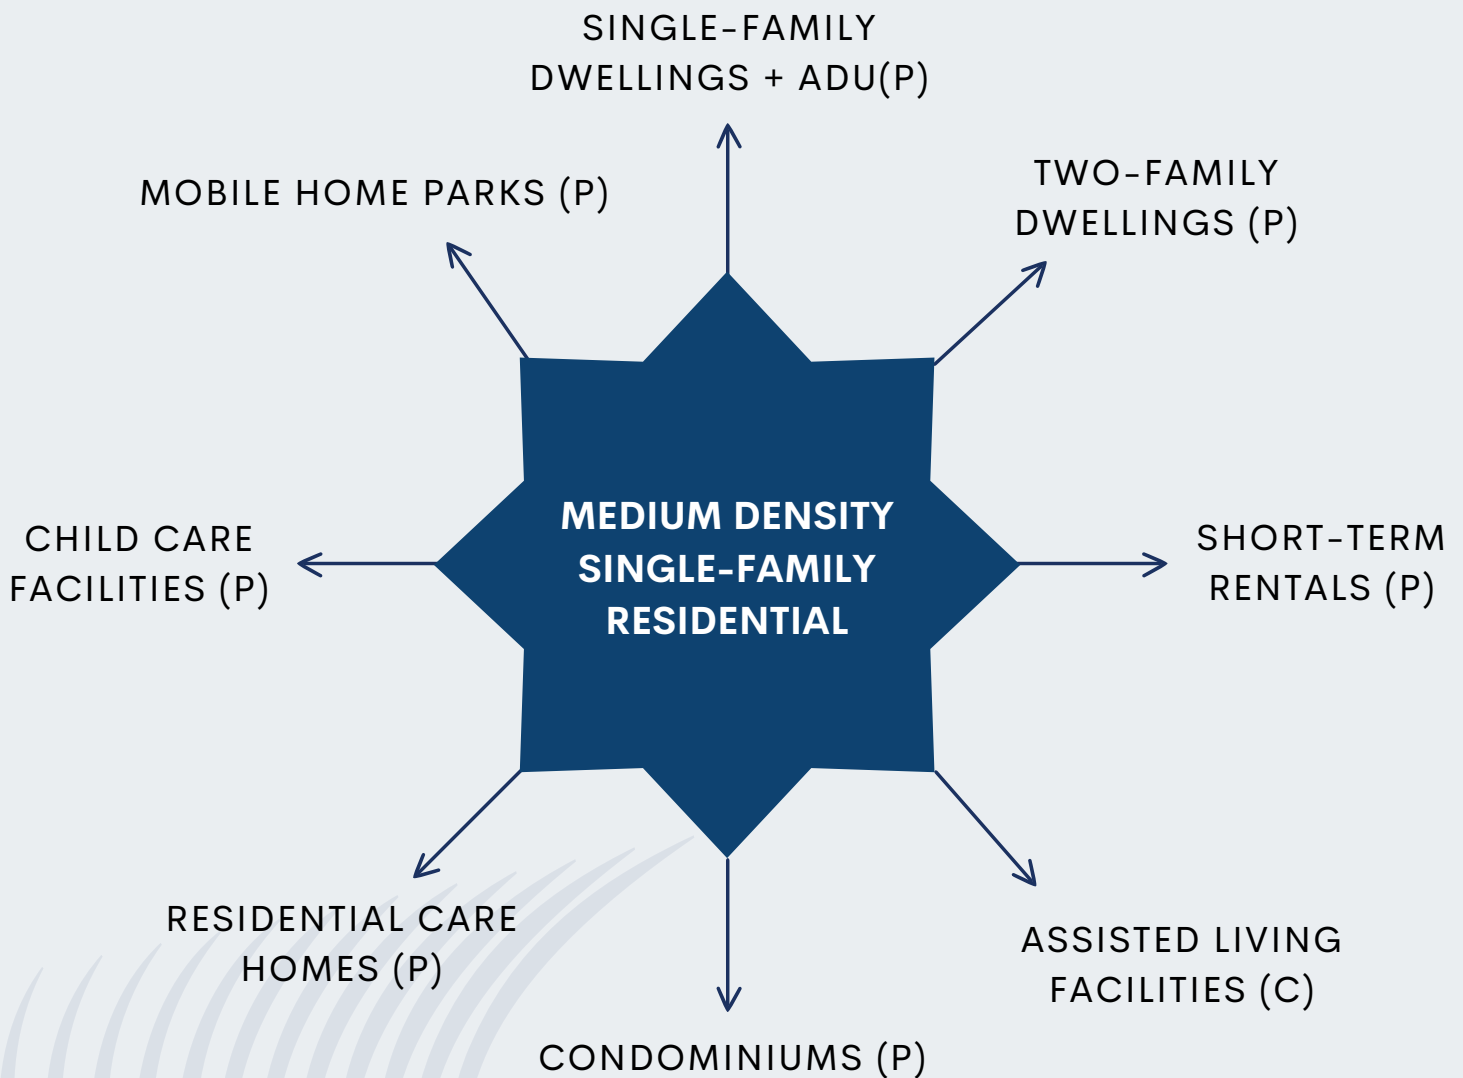 SINGLE-FAMILY
DWELLINGS + ADU(P)
MOBILE HOME PARKS (P)
TWO-FAMILY
DWELLINGS (P)
CHILD CARE
FACILITIES (P)
MEDIUM DENSITY
SINGLE-FAMILY
RESIDENTIAL
SHORT-TERM
RENTALS (P)
RESIDENTIAL CARE
HOMES (P)
ASSISTED LIVING
FACILITIES (C)
CONDOMINIUMS (P)